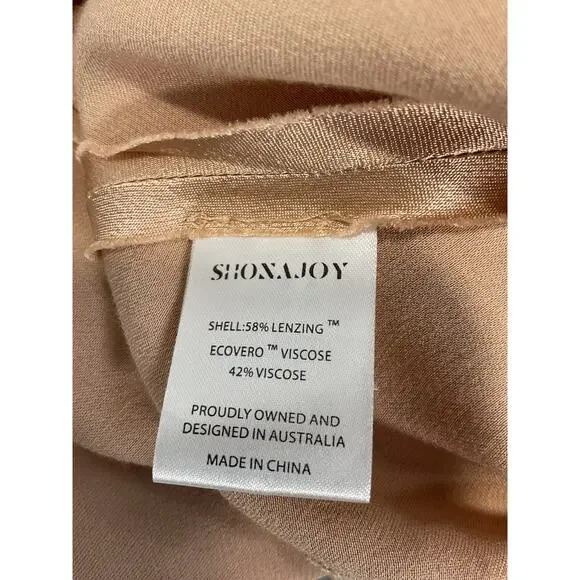 SHONAJOY
SHELL:58% LENZING ™
ECOVERO ™ VISCOSE
42% VISCOSE
PROUDLY OWNED AND
DESIGNED IN AUSTRALIA
MADE IN CHINA